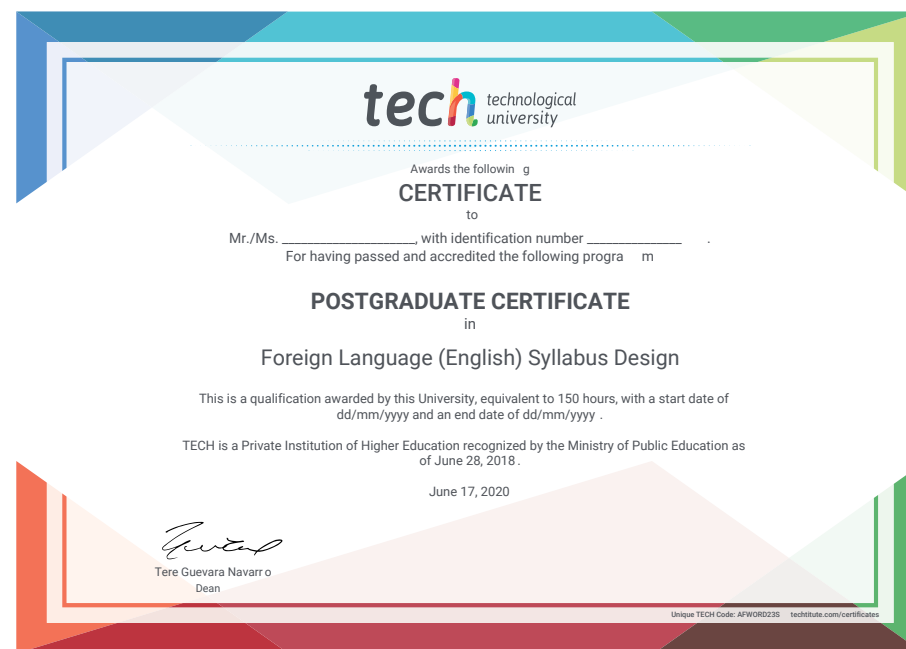 tech technological
university
Awards the followin g
CERTIFICATE
to
Mr./Ms. ____________________, with identification number ______________ .
For having passed and accredited the following progra m
POSTGRADUATE CERTIFICATE
in
Foreign Language (English) Syllabus Design
This is a qualification awarded by this University, equivalent to 150 hours, with a start date of
dd/mm/yyyy and an end date of dd/mm/yyyy .
TECH is a Private Institution of Higher Education recognized by the Ministry of Public Education as
of June 28, 2018 .
June 17, 2020
Tere Guevara Navarr o
Dean
Unique TECH Code: AFWORD23S techtitute.com/certificates